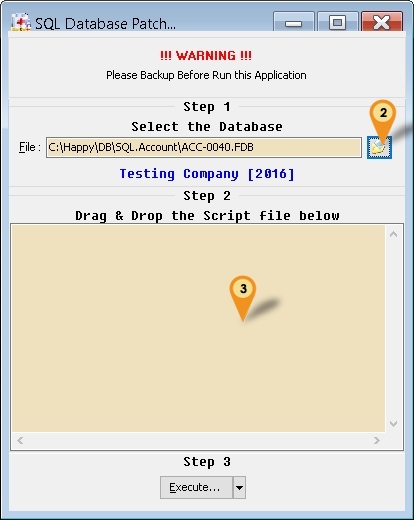 SQL Database Patch...
!!! WARNING !!!
Please Backup Before Run this Application
Step 1
Select the Database
File : C:\Happy\DB\SQL.Account\ACC-0040.FDB
2
Testing Company [2016]
Step 2
Drag & Drop the Script file below
3
Step 3
Execute...